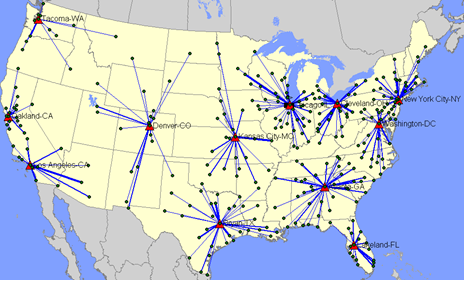 Tacoma-WA
New York City-NY
Cleveland-OH
Oakland-CA
Denver-CO
Washington-DC
Kansas City-MO
Los Angeles-CA
Lakeland-FL